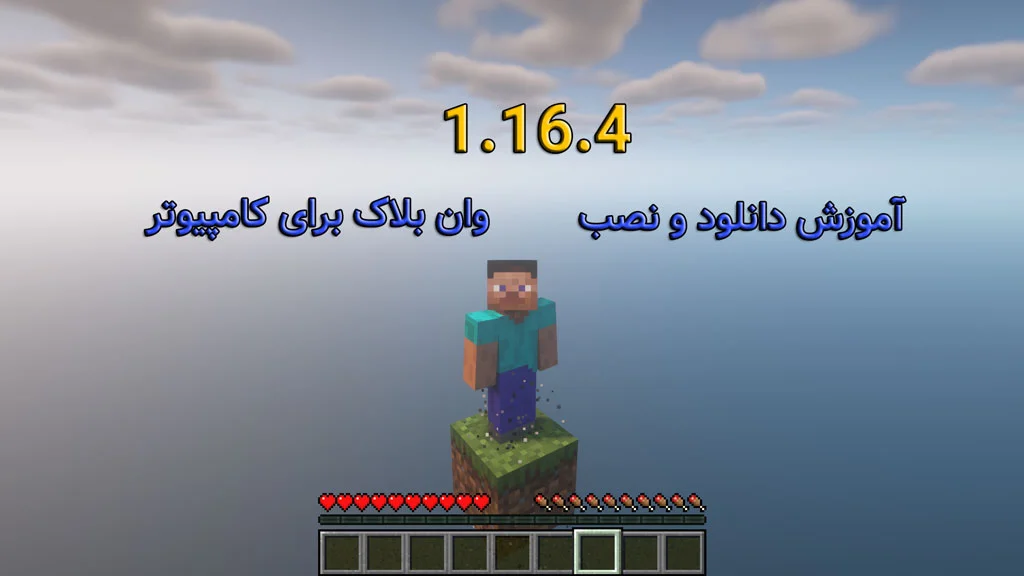 1.16.4
آموزش دانلود و نصب وان بلاک برای کامپیوتر